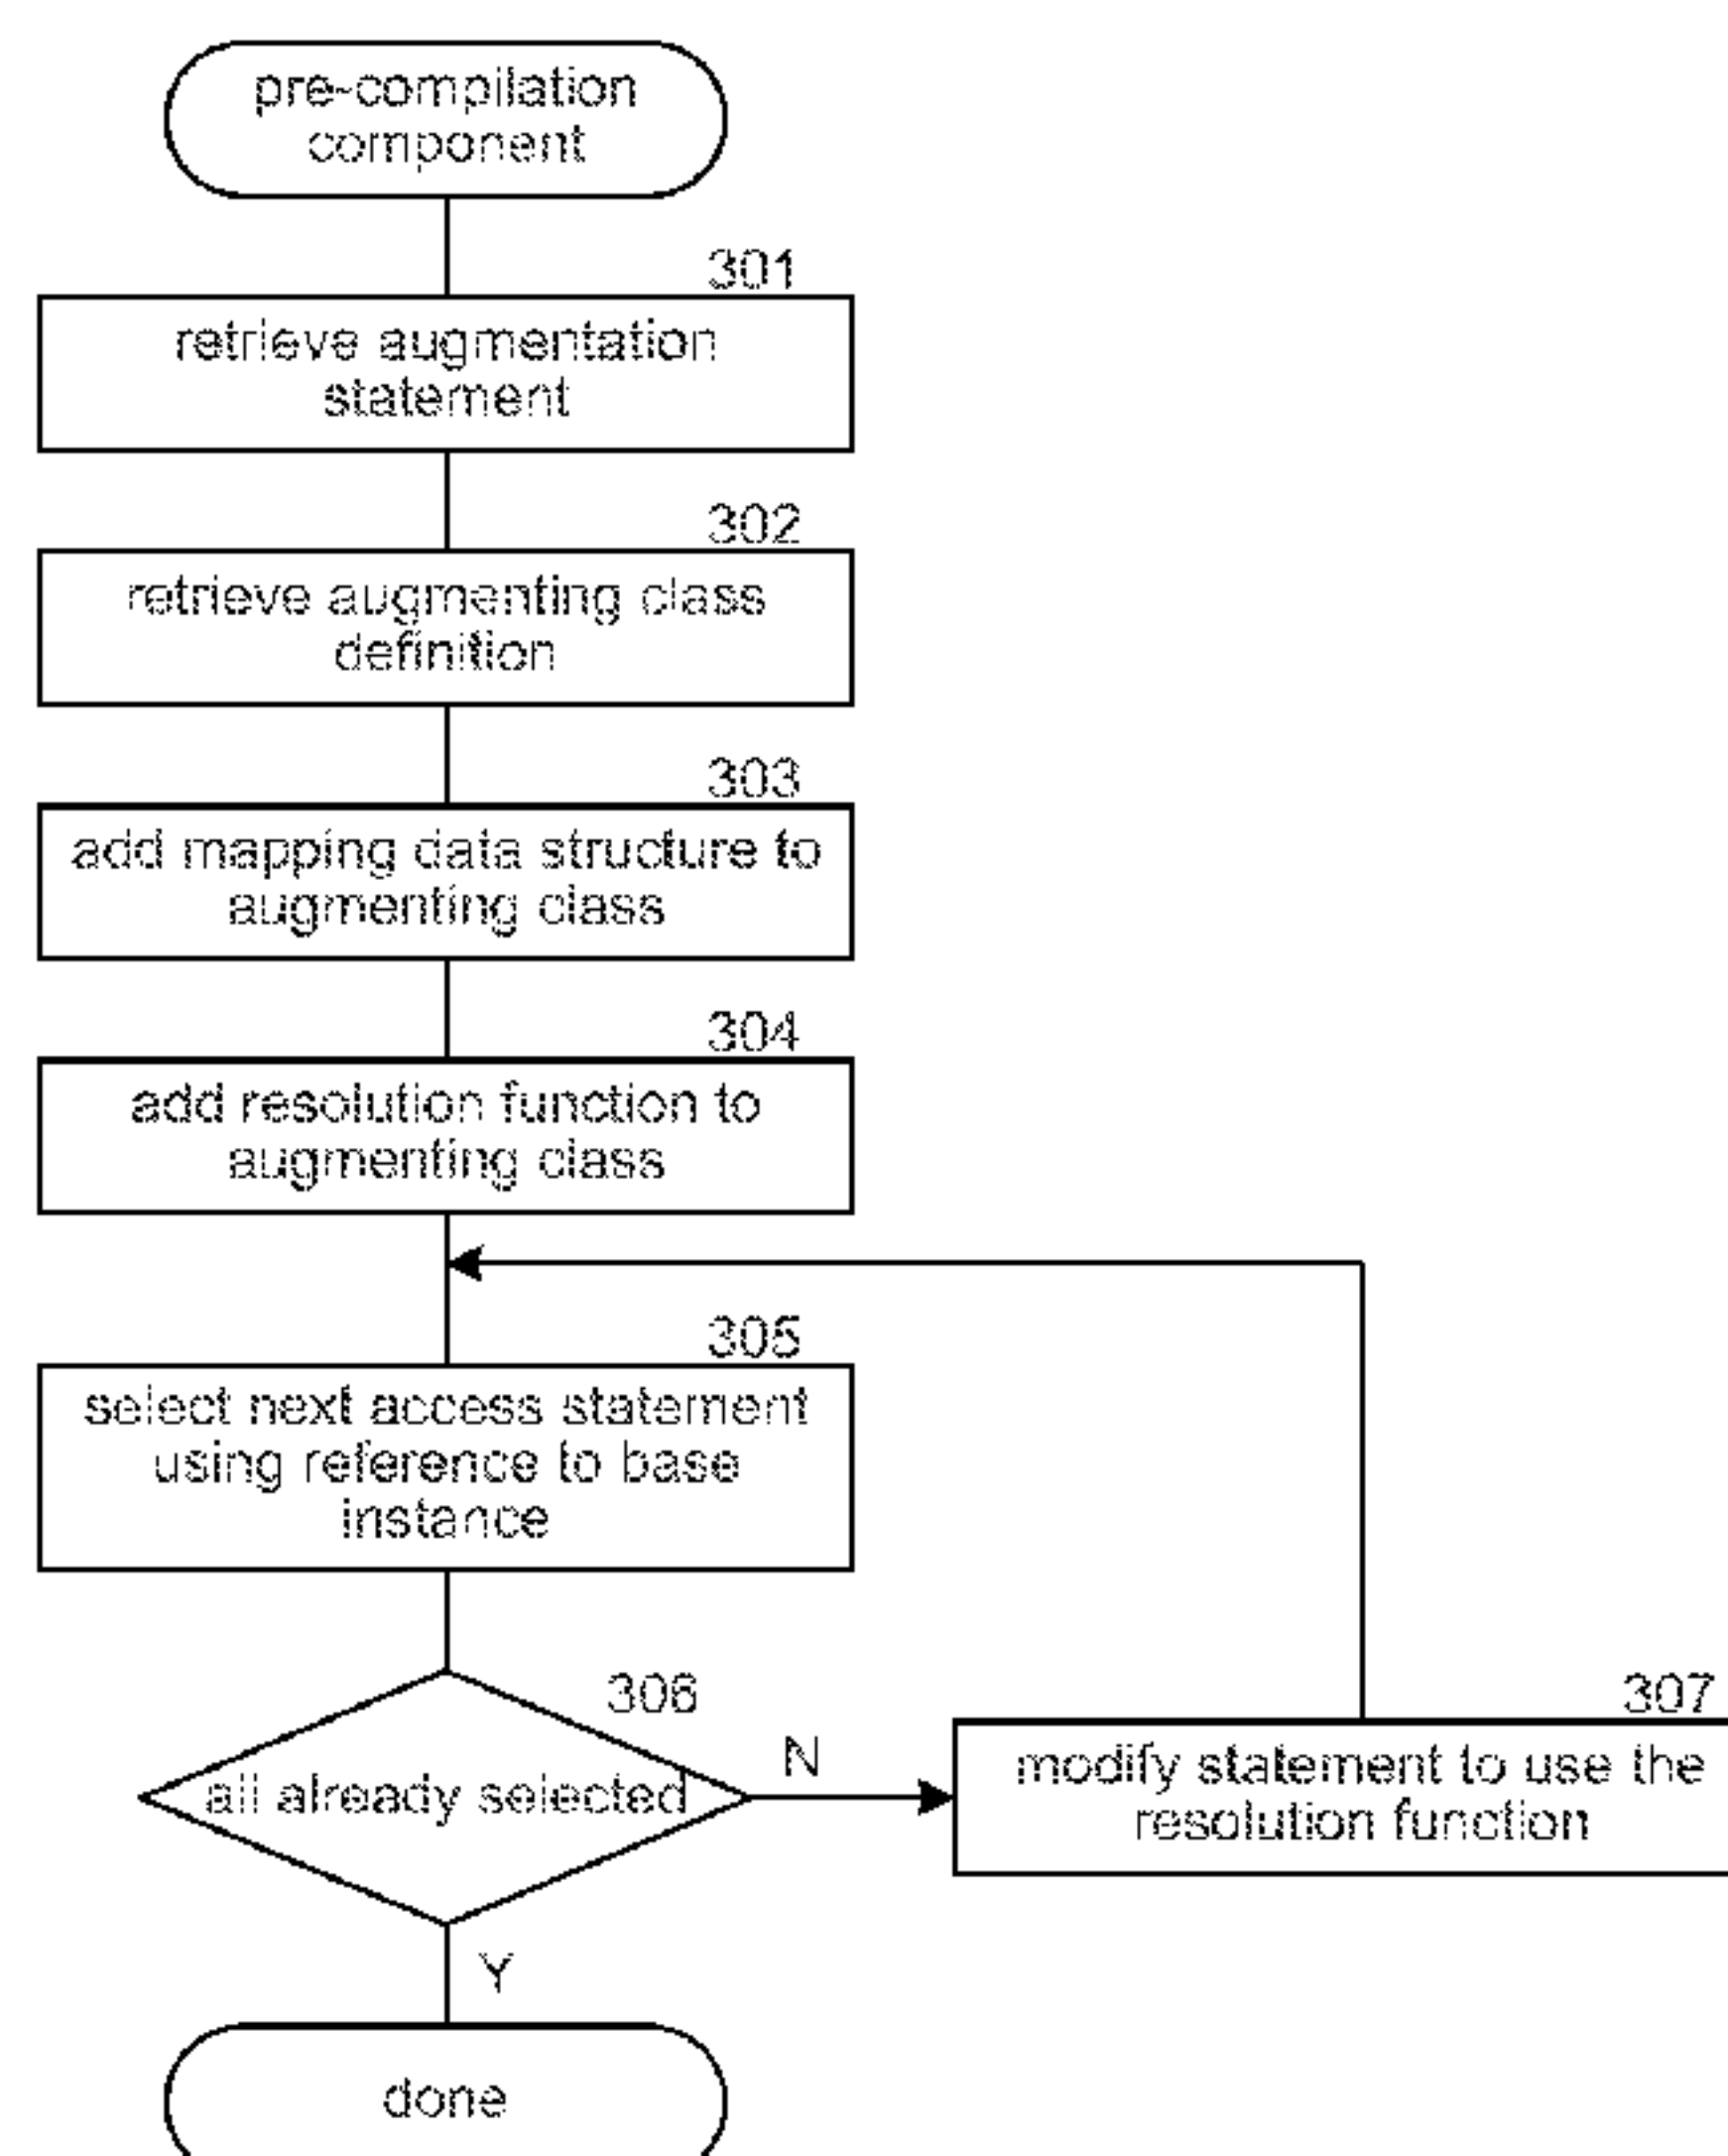 pre-compilation
component
301
retrieve augmentation
statement
302
retrieve augmenting class
definition
303
add mapping data structure to
augmenting class
304
add resolution function to
augmenting class
305
select next access statement
using reference to base
instance
306
all already selected
N
307
modify statement to use the
resolution function
Y
done